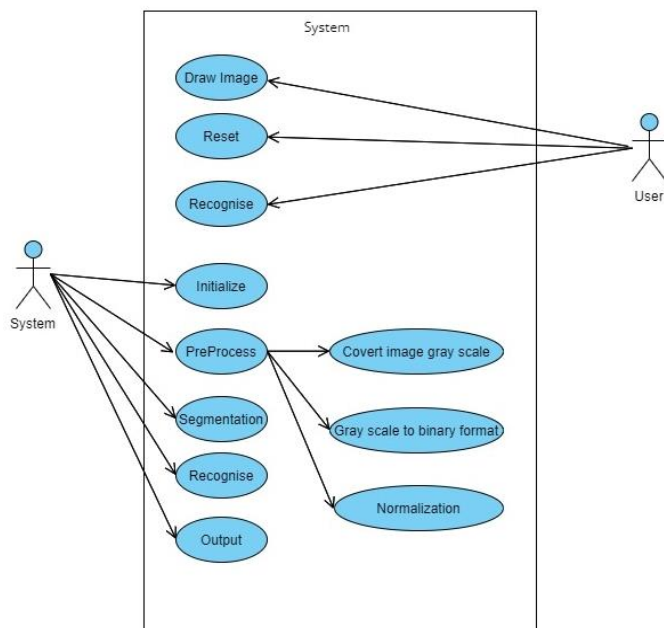 System
Draw Image
Reset
User
Recognise
Initialize
System
PreProcess
Covert image gray scale
Segmentation
Gray scale to binary format
Recognise
Normalization
Output